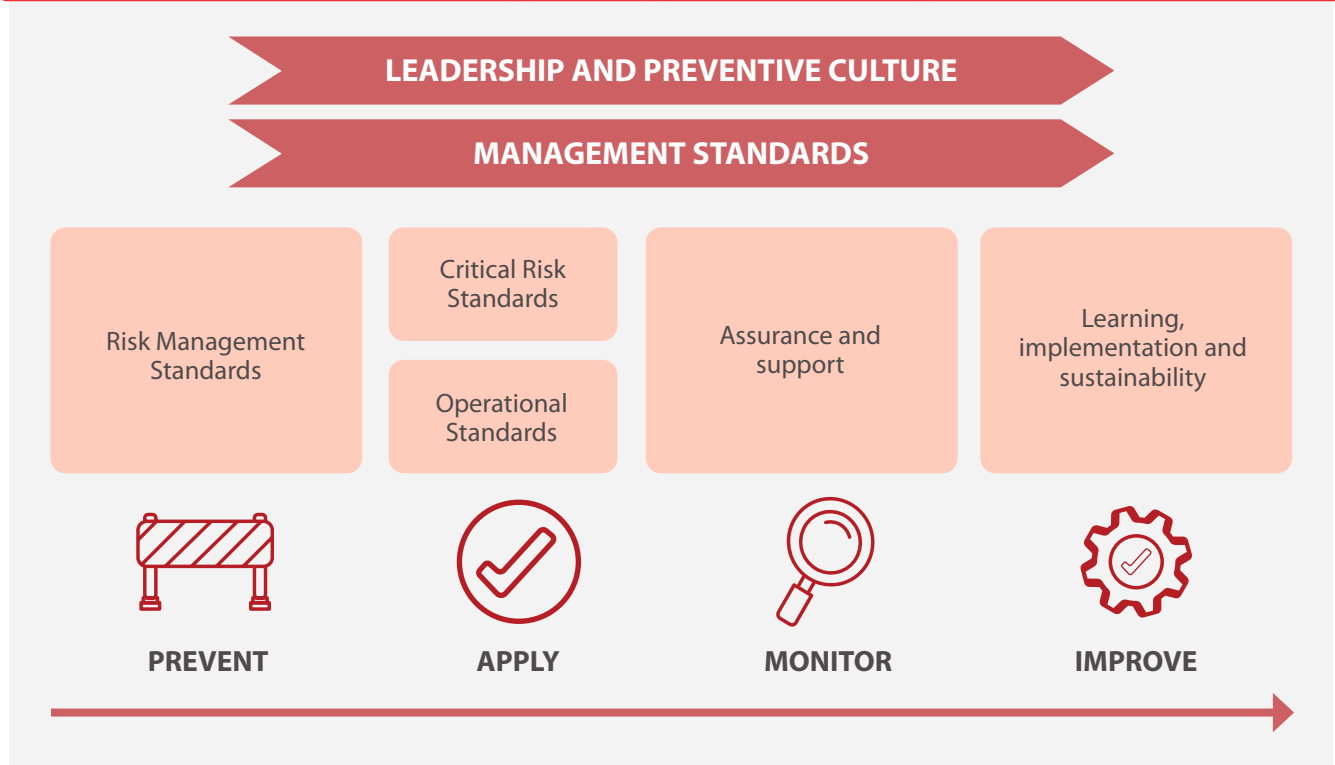 LEADERSHIP AND PREVENTIVE CULTURE
MANAGEMENT STANDARDS
Risk Management
Standards
Critical Risk
Standards
Operational
Standards
Assurance and
support
Learning,
implementation and
sustainability
PREVENT
APPLY
MONITOR
IMPROVE